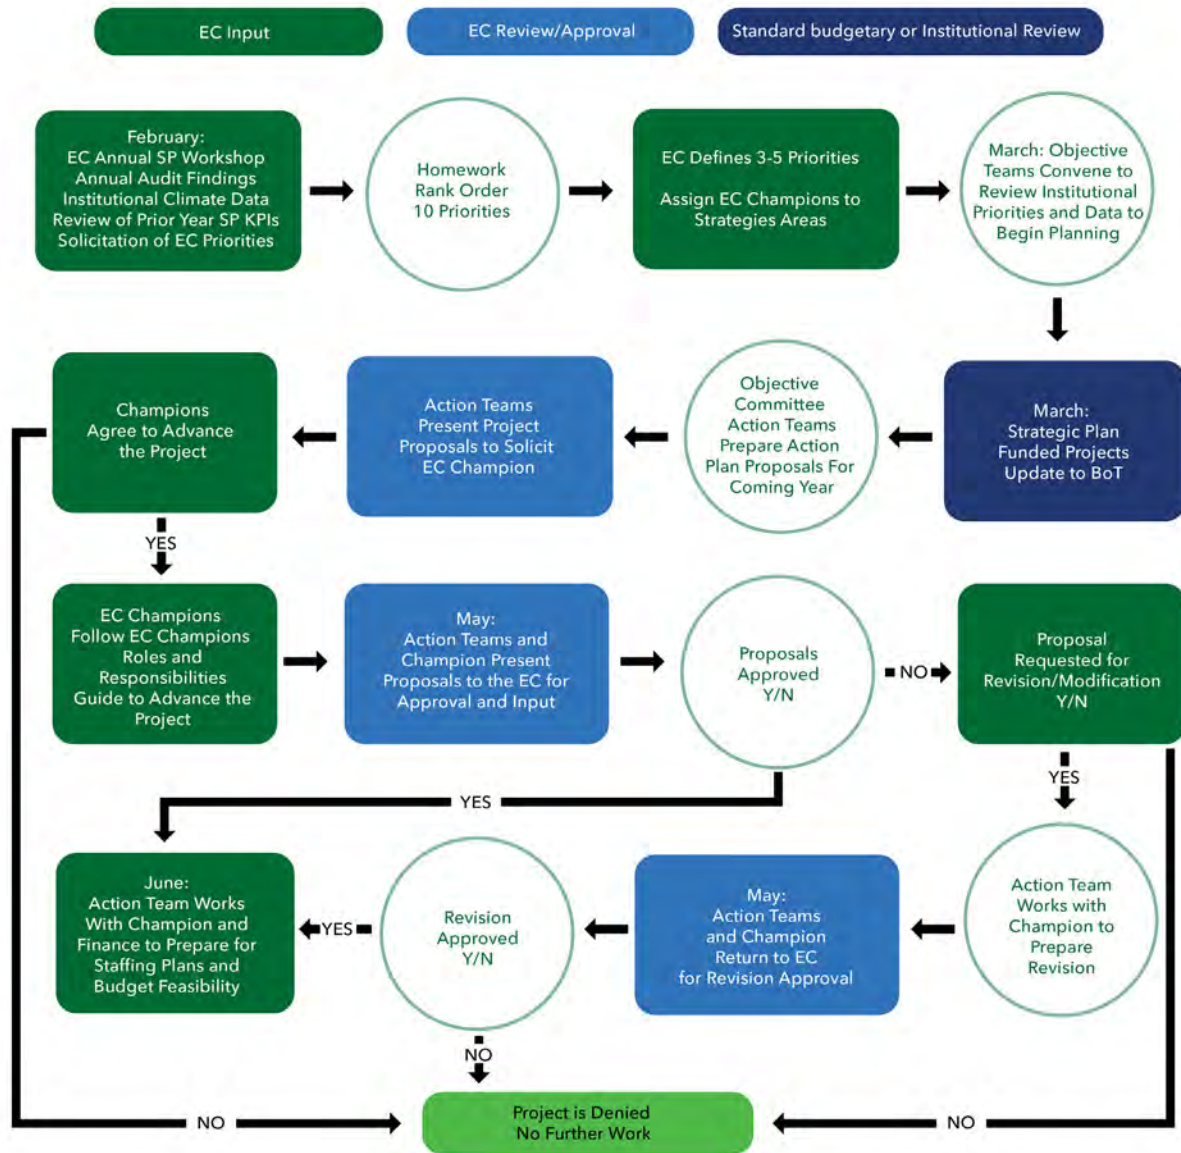 EC Input
EC Review/Approval
Standard budgetary or Institutional Review
February:
EC Annual SP Workshop
Annual Audit Findings
Institutional Climate Data
Review of Prior Year SP KPIs
Solicitation of EC Priorities
Homework
Rank Order
10 Priorities
EC Defines 3-5 Priorities
Assign EC Champions to
Strategies Areas
March: Objective
Teams Convene to
Review Institutional
Priorities and Data to
Begin Planning
March:
Strategic Plan
Funded Projects
Update to BoT
Objective
Committee
Action Teams
Prepare Action
Plan Proposals For
Coming Year
Action Teams
Present Project
Proposals to Solicit
EC Champion
Champions
Agree to Advance
the Project
YES
EC Champions
Follow EC Champions
Roles and
Responsibilities
Guide to Advance the
Project
May:
Action Teams and
Champion Present
Proposals to the EC for
Approval and Input
Proposals
Approved
Y/N
NO
Proposal
Requested for
Revision/Modification
Y/N
YES
YES
Action Team
Works with
Champion to
Prepare
Revision
May:
Action Teams
and Champion
Return to EC
for Revision Approval
Revision
Approved
Y/N
YES
June:
Action Team Works
With Champion and
Finance to Prepare for
Staffing Plans and
Budget Feasibility
NO
NO
Project is Denied
No Further Work
NO